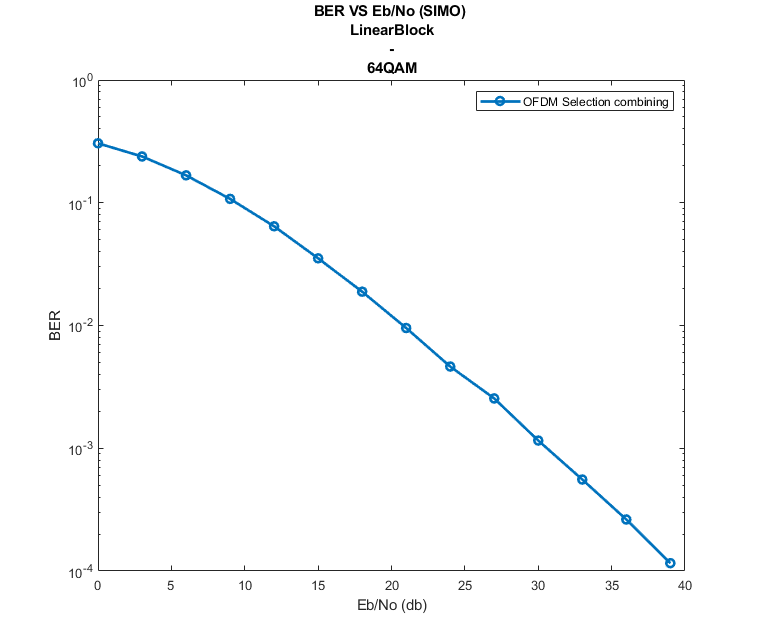 BER VS Eb/No (SIMO)
LinearBlock
-
64QAM
OFDM Selection combining
10^0
10^-1
10^-2
10^-3
10^-4
BER
0 5 10 15 20 25 30 35 40
Eb/No (db)